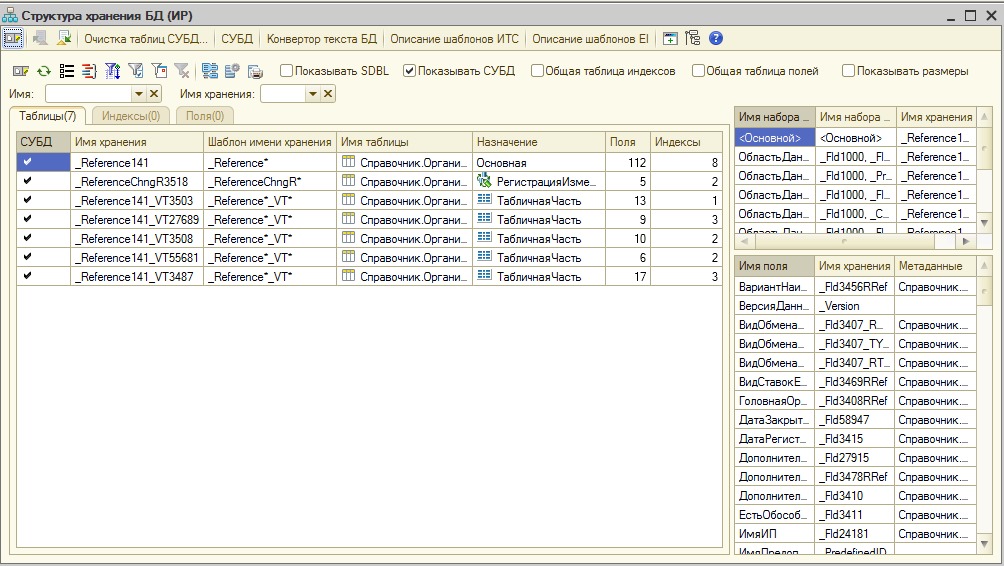 Структура хранения БД (ИР)
Очистка таблиц СУБД... СУБД Конвертор текста БД Описание шаблонов ИТС Описание шаблонов EI
Показывать SDBL Показывать СУБД Общая таблица индексов Общая таблица полей Показывать размеры
Имя: Имя хранения:
Таблицы(7) Индексы(0) Поля(0)
СУБД Имя хранения Шаблон имени хранения Имя таблицы Назначение Поля Индексы
_Reference141 _Reference* Справочник.Органи... Основная 112 8
_ReferenceChngR3518 _ReferenceChngR* Справочник.Органи... РегистрацияИзме... 5 2
_Reference141_VT3503 _Reference*_VT* Справочник.Органи... ТабличнаяЧасть 13 1
_Reference141_VT27689 _Reference*_VT* Справочник.Органи... ТабличнаяЧасть 9 3
_Reference141_VT3508 _Reference*_VT* Справочник.Органи... ТабличнаяЧасть 10 2
_Reference141_VT55681 _Reference*_VT* Справочник.Органи... ТабличнаяЧасть 6 2
_Reference141_VT3487 _Reference*_VT* Справочник.Органи... ТабличнаяЧасть 17 3
Имя набора ... Имя набора ... Имя хранения
<Основной> <Основной> _Reference1...
ОбластьДан... _Fld1000, _Fl... _Reference1...
ОбластьДан... _Fld1000, _Pr... _Reference1...
ОбластьДан... _Fld1000, _Fl... _Reference1...
ОбластьДан... _Fld1000, _C... _Reference1...
ОбластьДан... _Fld1000, _Fl... _Reference1...
Имя поля Имя хранения Метаданные
ВариантНаи... _Fld3456RRef Справочник....
ВерсияДанн... _Version
ВидОбмена... _Fld3407_R... Справочник....
ВидОбмена... _Fld3407_TY... Справочник....
ВидОбмена... _Fld3407_RT... Справочник....
ВидСтавокЕ... _Fld3469RRef Справочник....
ГоловнаяОр... _Fld3408RRef Справочник....
ДатаЗакрыт... _Fld58947 Справочник....
ДатаРегист... _Fld3415 Справочник....
Дополнител... _Fld27915 Справочник....
Дополнител... _Fld3478RRef Справочник....
Дополнител... _Fld3410 Справочник....
ЕстьОбособ... _Fld3411 Справочник....
ИмяИП _Fld24181 Справочник....
ИмяПредоп... _PredefinedID